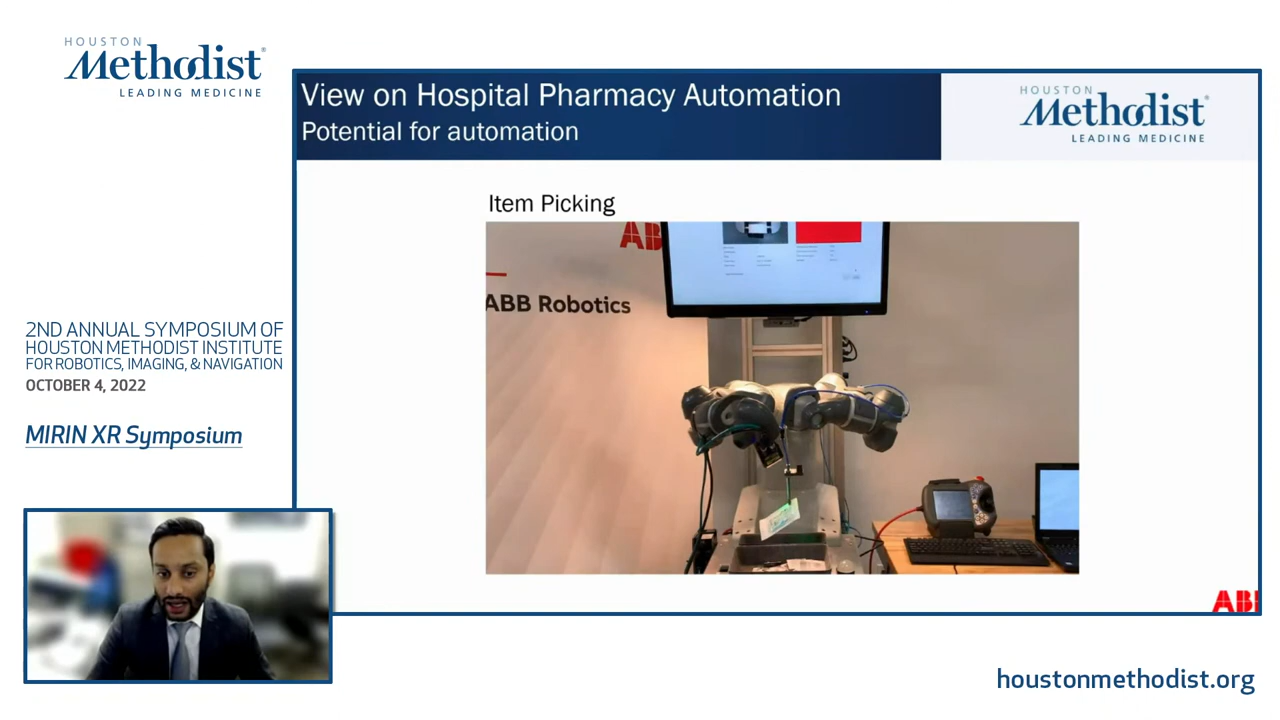 HOUSTON
Methodist®
LEADING MEDICINE
View on Hospital Pharmacy Automation
Potential for automation
HOUSTON
Methodist®
LEADING MEDICINE
Item Picking
AB
ABB Robotics
2ND ANNUAL SYMPOSIUM OF
HOUSTON METHODIST INSTITUTE
FOR ROBOTICS, IMAGING, & NAVIGATION
OCTOBER 4, 2022
MIRIN XR Symposium
ABB
houstonmethodist.org